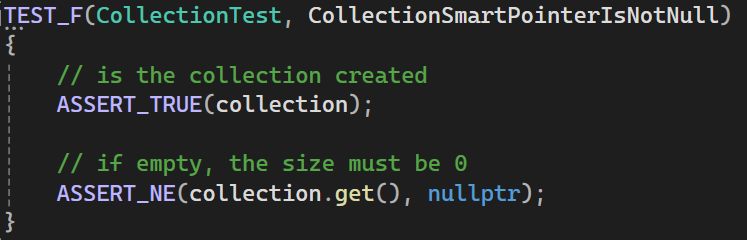 TEST_F(CollectionTest, CollectionSmartPointerIsNotNull)
{
// is the collection created
ASSERT_TRUE(collection);
// if empty, the size must be 0
ASSERT_NE(collection.get(), nullptr);
}